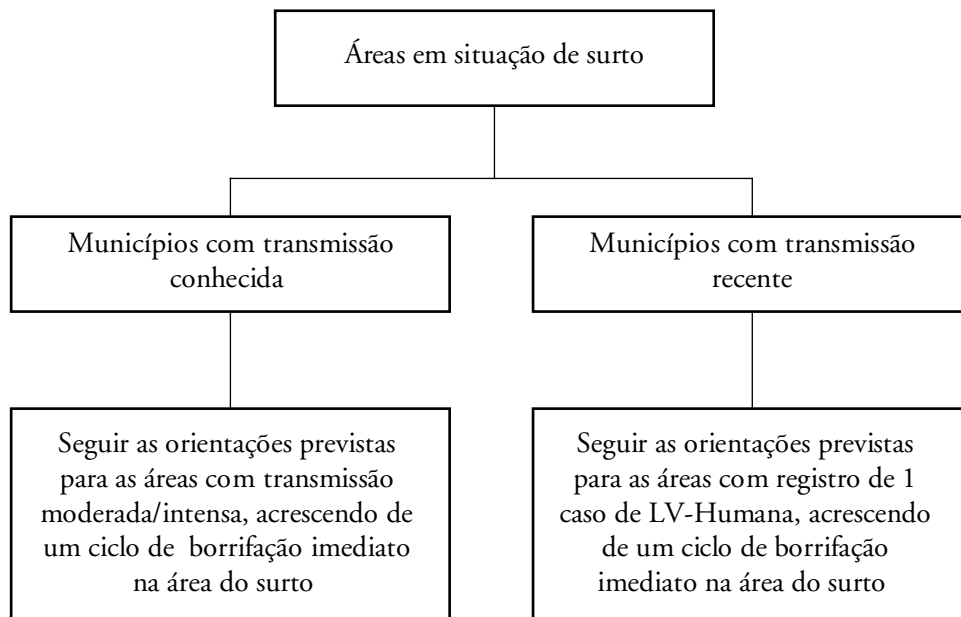 Áreas em situação de surto
Municípios com transmissão
conhecida
Municípios com transmissão
recente
Seguir as orientações previstas
para as áreas com transmissão
moderada/intensa, acrescendo de
um ciclo de borrifação imediato
na área do surto
Seguir as orientações previstas
para as áreas com registro de 1
caso de LV-Humana, acrescendo
de um ciclo de borrifação
imediato na área do surto